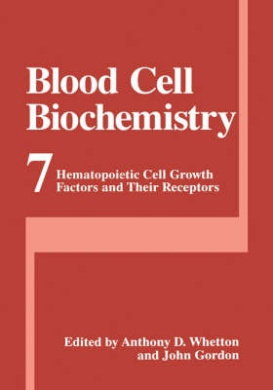 Blood Cell
Biochemistry
7 Hematopoietic Cell Growth
Factors and Their Receptors
Edited by Anthony D. Whetton
and John Gordon